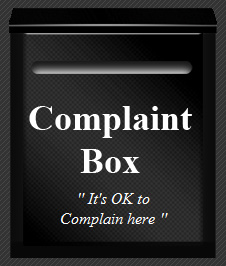 Complaint
Box
" It's OK to
Complain here "